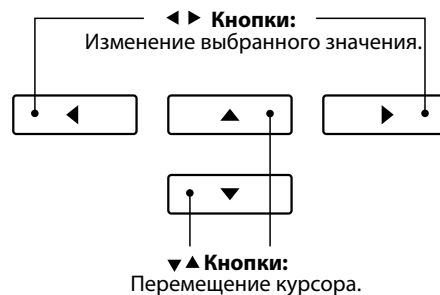 ◀ ▶ Кнопки:
Изменение выбранного значения.
▼▲Кнопки:
Перемещение курсора.